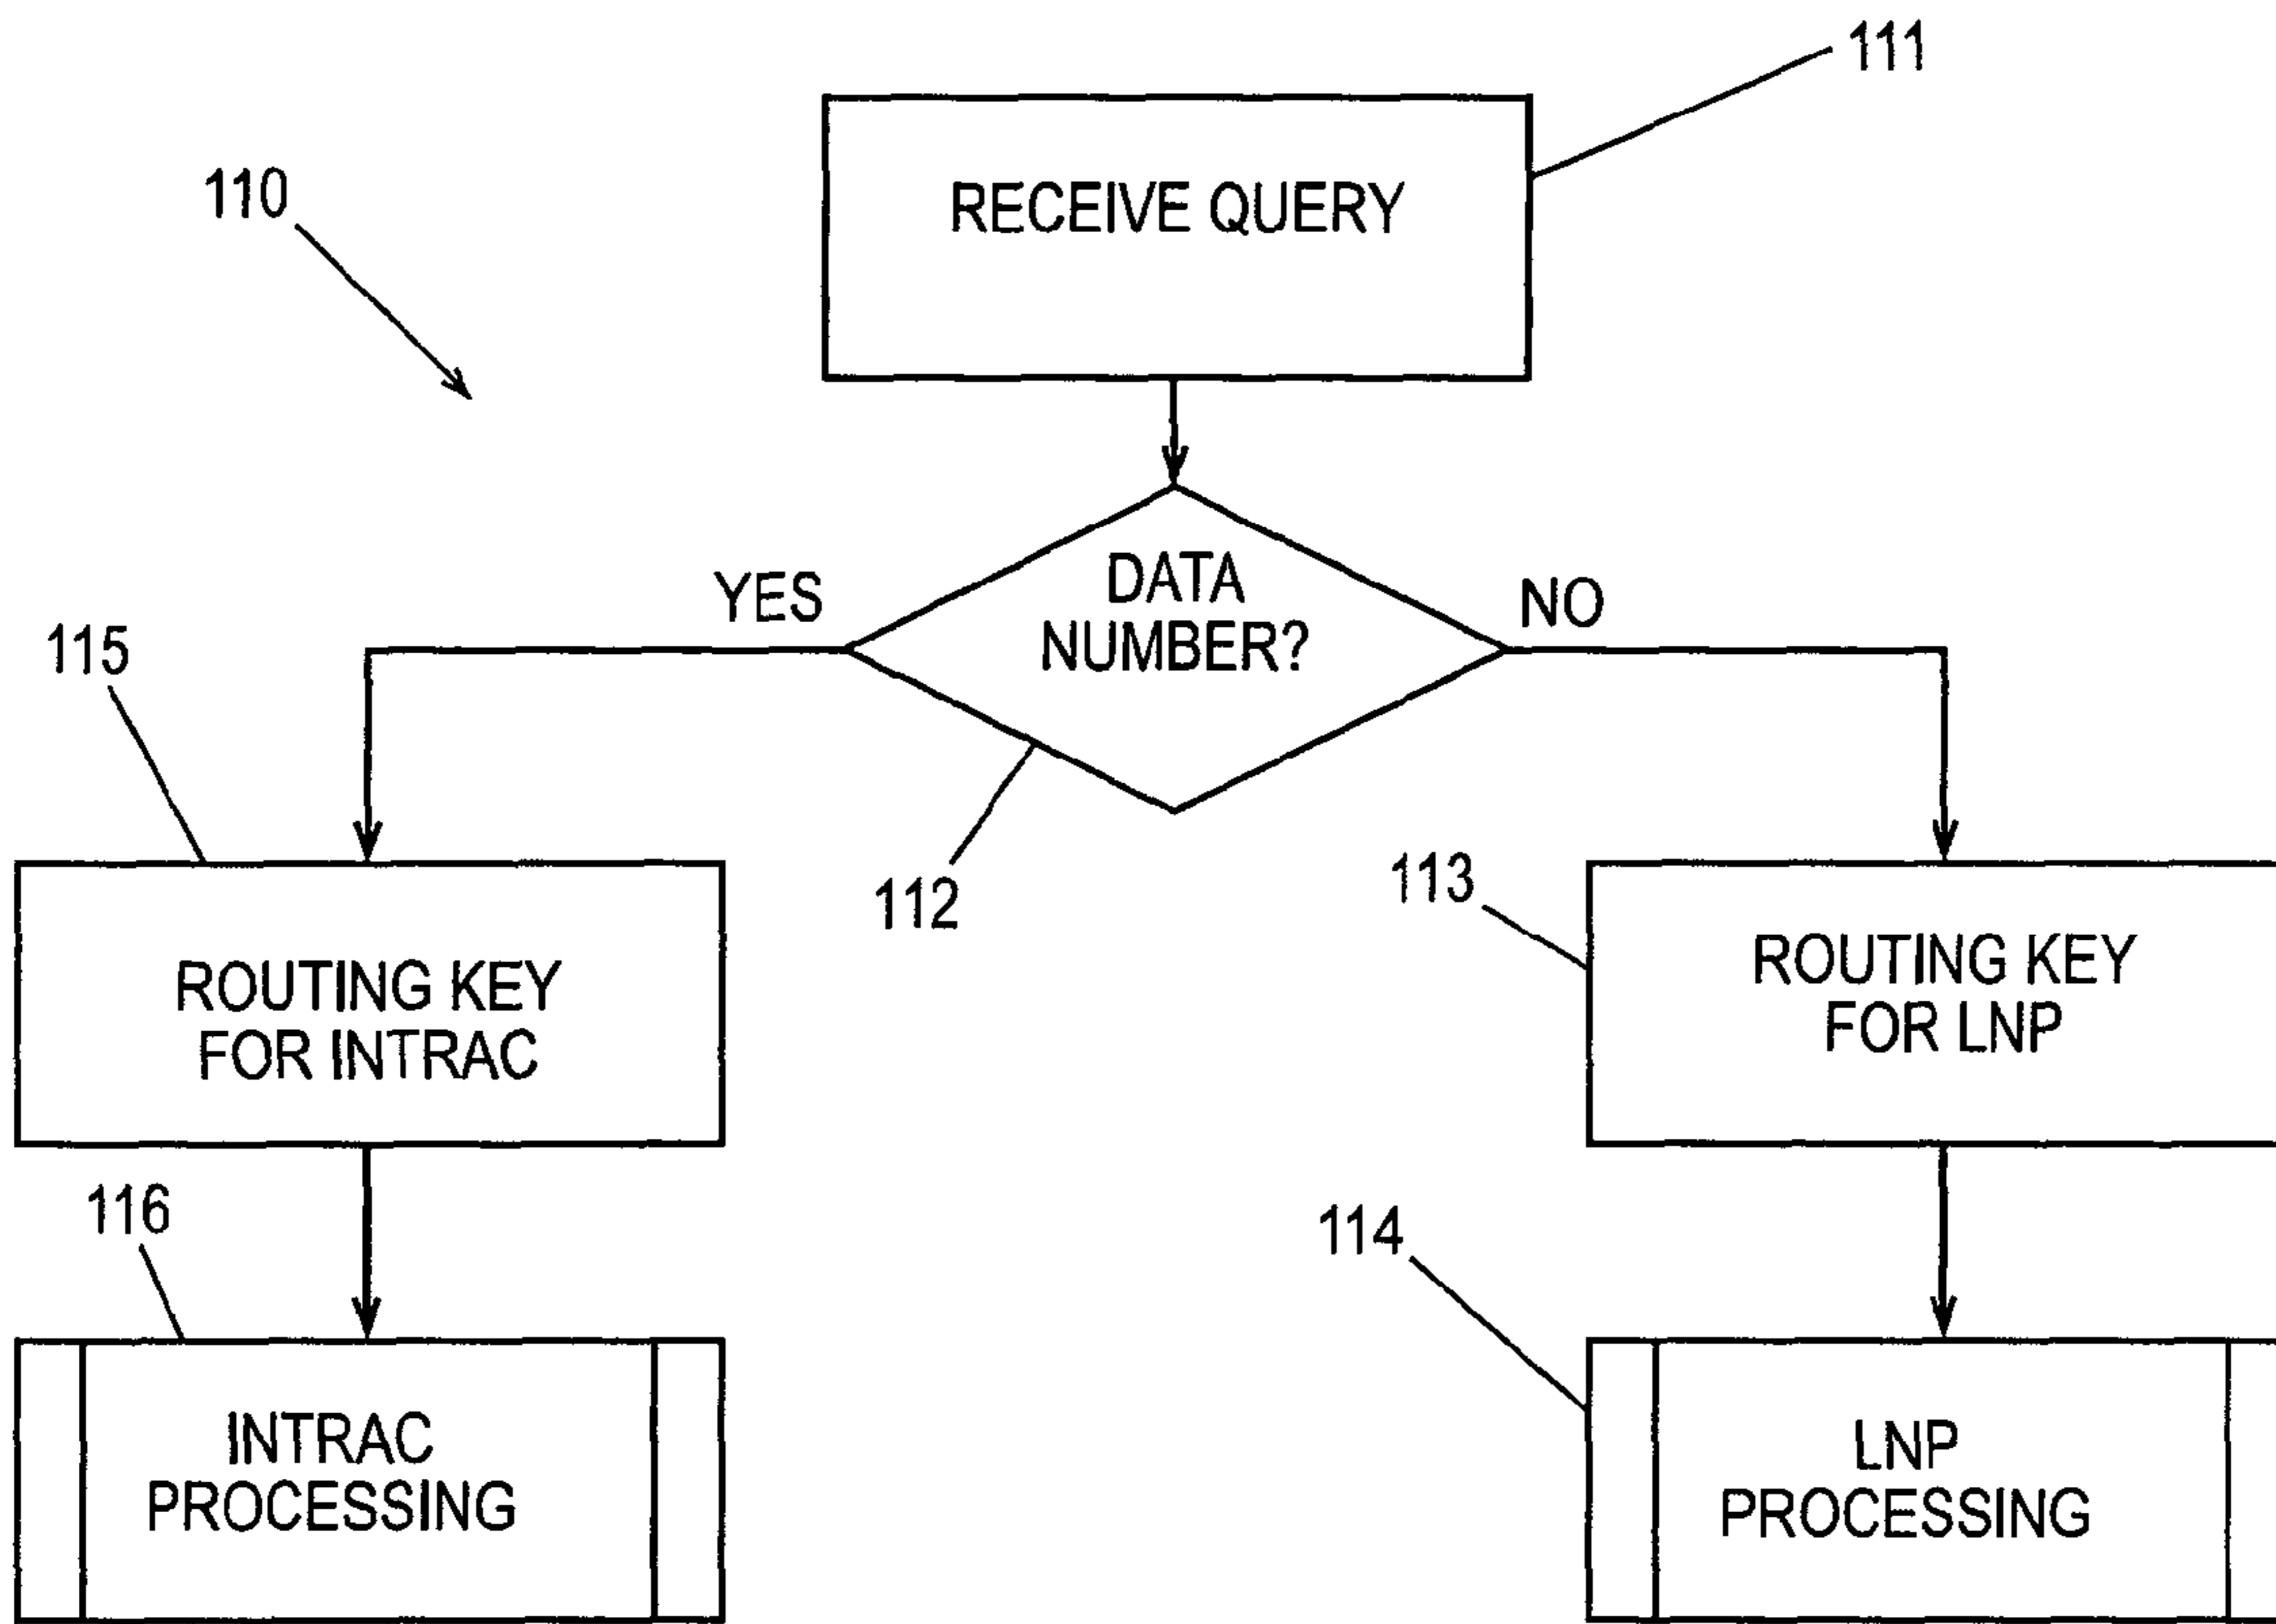 111
110
RECEIVE QUERY
YES
DATA
NUMBER?
NO
115
112
113
ROUTING KEY
FOR INTRAC
ROUTING KEY
FOR LNP
116
114
INTRAC
PROCESSING
LNP
PROCESSING